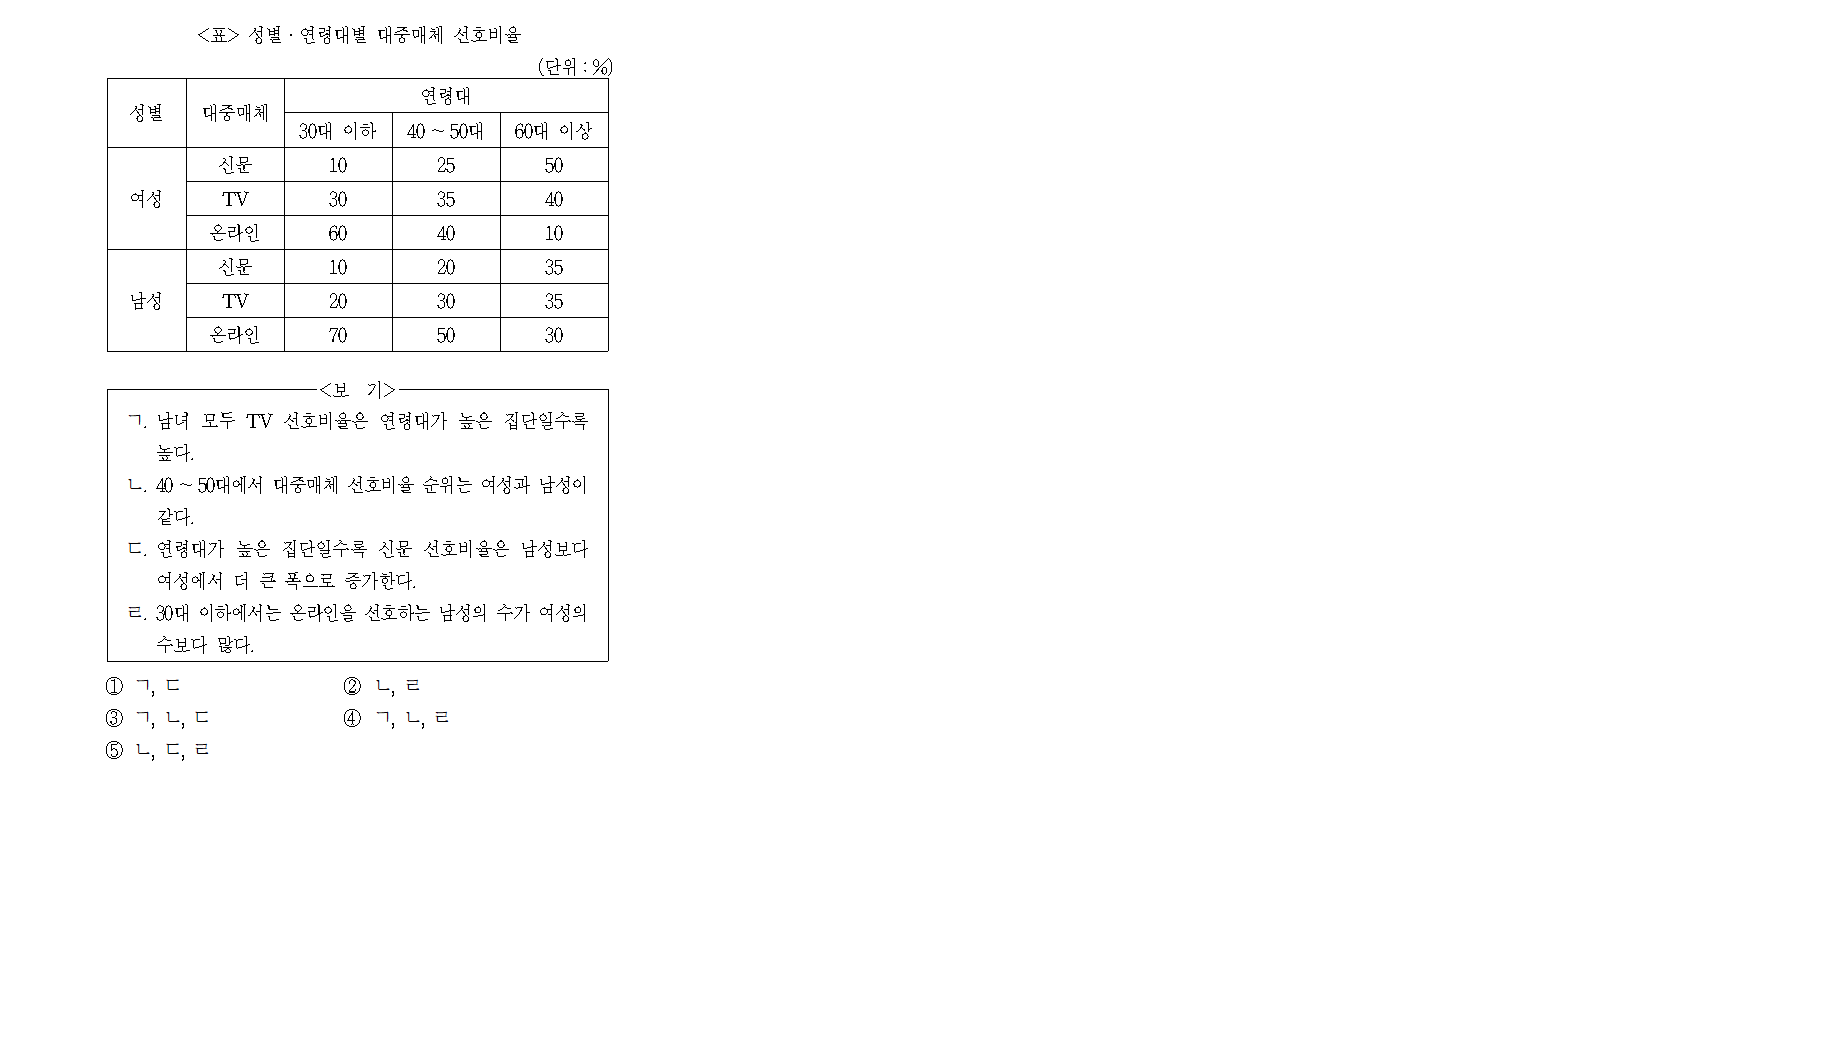 <표> 성별·연령대별 대중매체 선호비율
(단위 : %)
성별 대중매체 연령대
30대 이하 40 ~ 50대 60대 이상
여성 신문 10 25 50
TV 30 35 40
온라인 60 40 10
남성 신문 10 20 35
TV 20 30 35
온라인 70 50 30
<보 기>
ㄱ. 남녀 모두 TV 선호비율은 연령대가 높은 집단일수록
높다.
ㄴ. 40 ~ 50대에서 대중매체 선호비율 순위는 여성과 남성이
같다.
ㄷ. 연령대가 높은 집단일수록 신문 선호비율은 남성보다
여성에서 더 큰 폭으로 증가한다.
ㄹ. 30대 이하에서는 온라인을 선호하는 남성의 수가 여성의
수보다 많다.
① ㄱ, ㄷ ② ㄴ, ㄹ
③ ㄱ, ㄴ, ㄷ ④ ㄱ, ㄴ, ㄹ
⑤ ㄴ, ㄷ, ㄹ